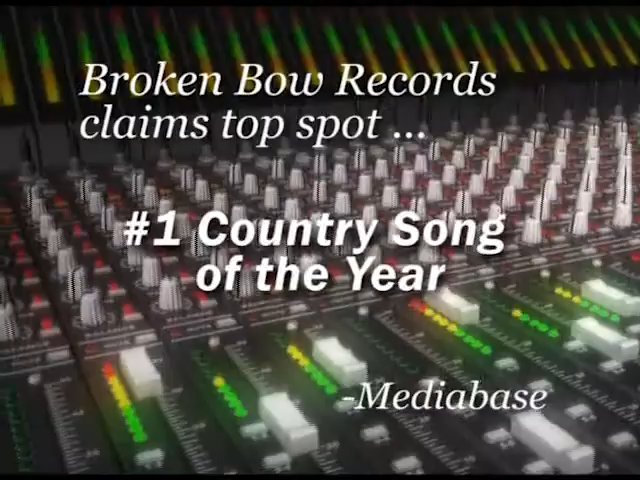 Broken Bow Records
claims top spot ...
#1 Country Song
of the Year
-Mediabase